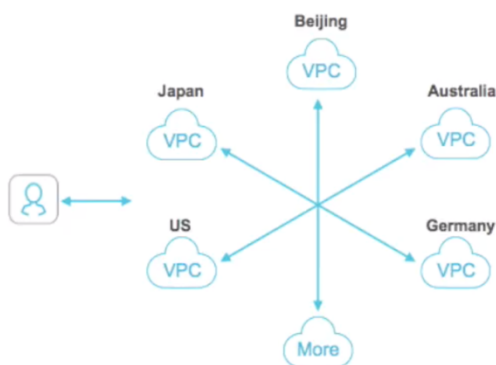 Beijing
VPC
Japan
VPC
Australia
VPC
US
VPC
Germany
VPC
More